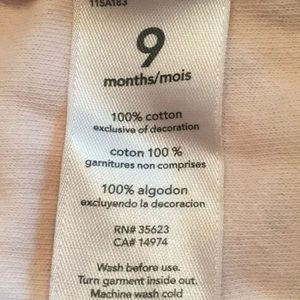 115A183
9
months/mois
100% cotton
exclusive of decoration
coton 100 %
garnitures non comprises
100% algodon
excluyendo la decoracion
RN# 35623
CA# 14974
Wash before use.
Turn garment inside out.
Machine wash cold